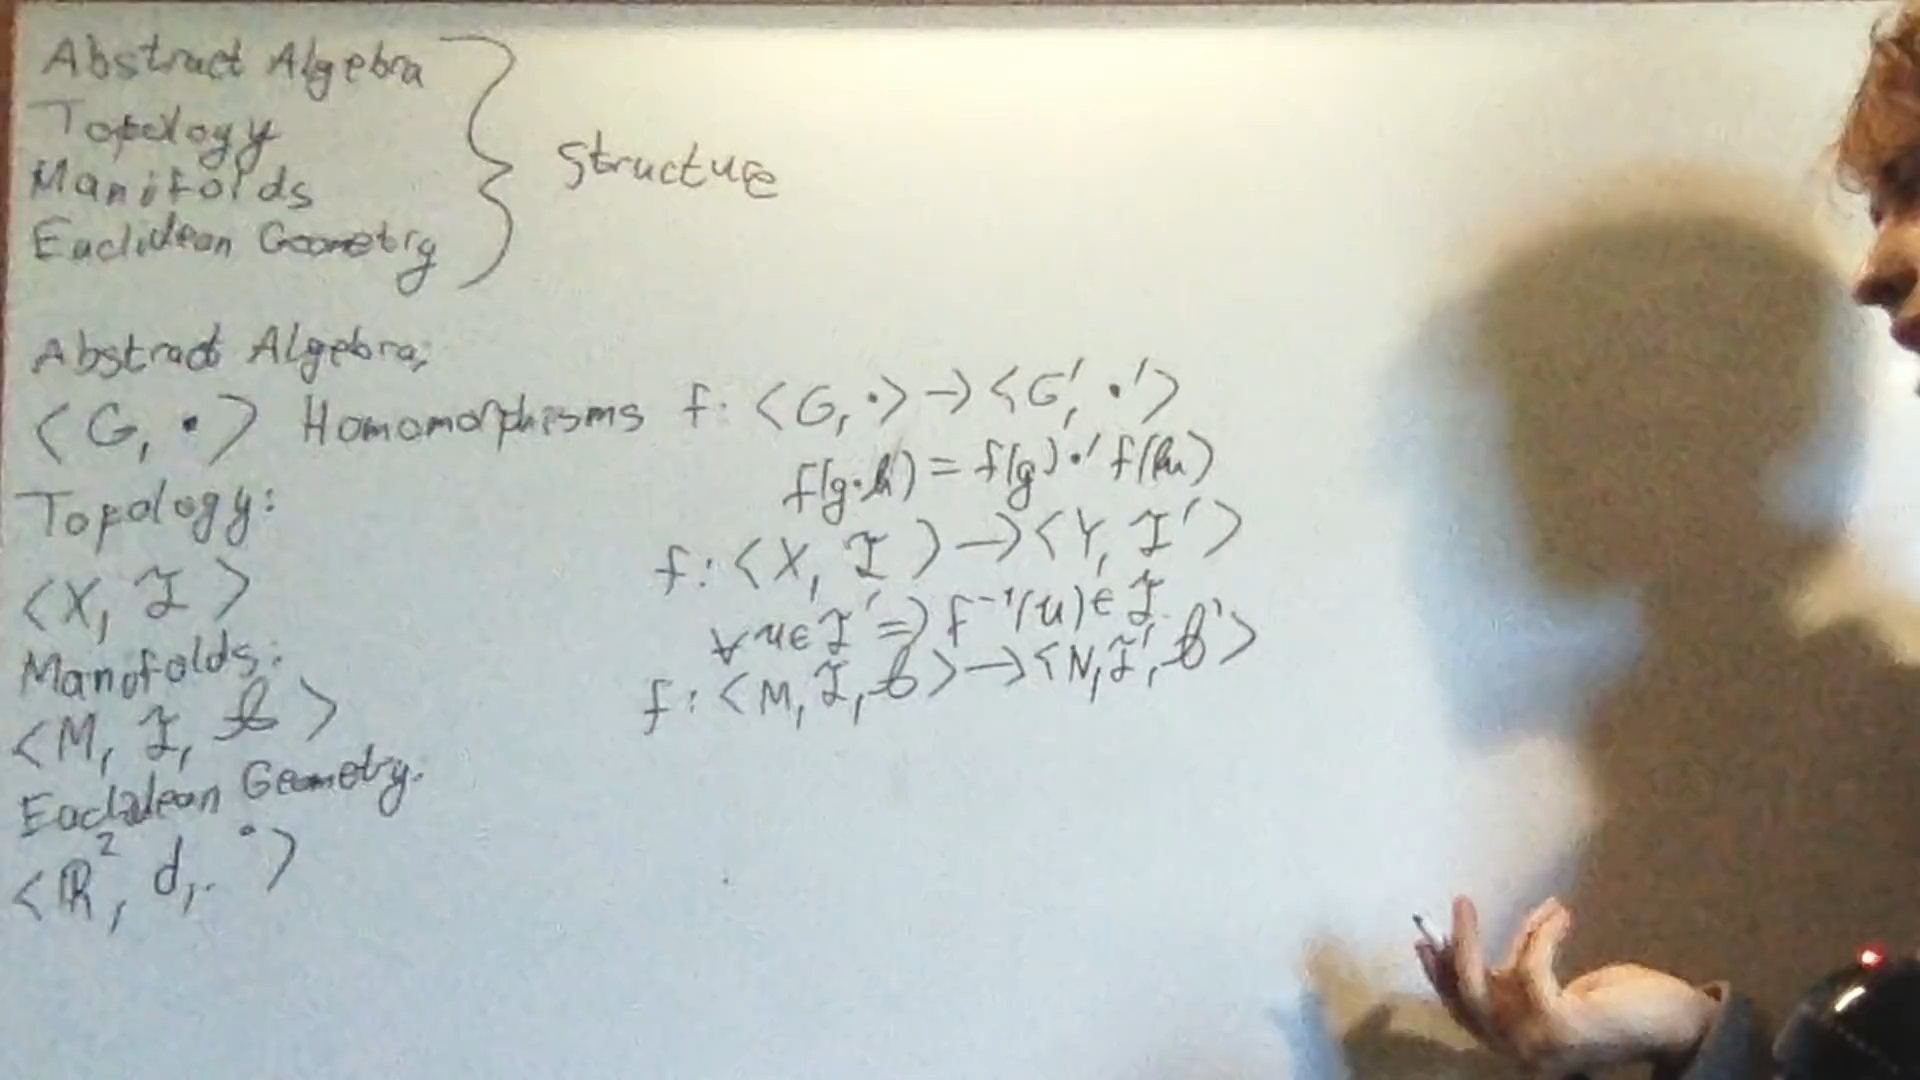 Abstract Algebra
Topology
Manifolds
Euclidean Geometry
} Structure
Abstract Algebra:
⟨G, •⟩ Homomorphisms f: ⟨G, •⟩ → ⟨G', •'⟩
f(g•h) = f(g) •' f(h)
Topology:
f: ⟨X, 𝒯⟩ → ⟨Y, 𝒯'⟩
⟨X, 𝒯⟩
∀ u ∈ 𝒯' ⇒ f⁻¹(u) ∈ 𝒯.
Manifolds:
f: ⟨M, 𝒯, 𝒜⟩ → ⟨N, 𝒯', 𝒜'⟩
⟨M, 𝒯, 𝒜⟩
Euclidean Geometry.
⟨ℝ², d, •⟩